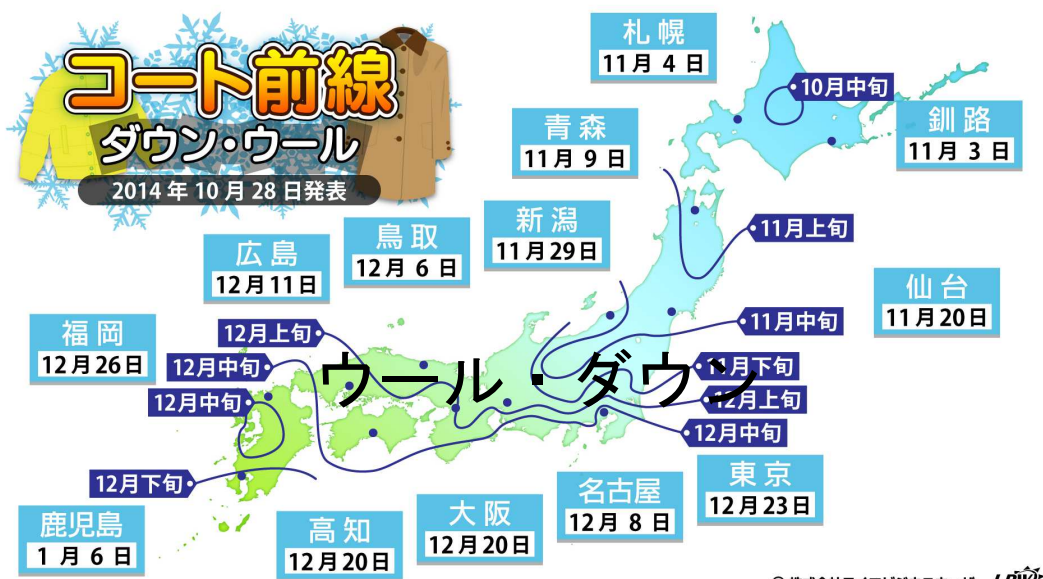 コート前線
ダウン・ウール
2014年10月28日発表
札幌
11月4日
10月中旬
釧路
11月3日
青森
11月9日
新潟
11月29日
11月上旬
鳥取
12月6日
広島
12月11日
仙台
11月20日
福岡
12月26日
12月上旬
11月中旬
12月中旬
ウール・ダウン
11月下旬
12月中旬
12月上旬
12月中旬
12月下旬
東京
12月23日
名古屋
12月8日
大阪
12月20日
高知
12月20日
鹿児島
1月6日